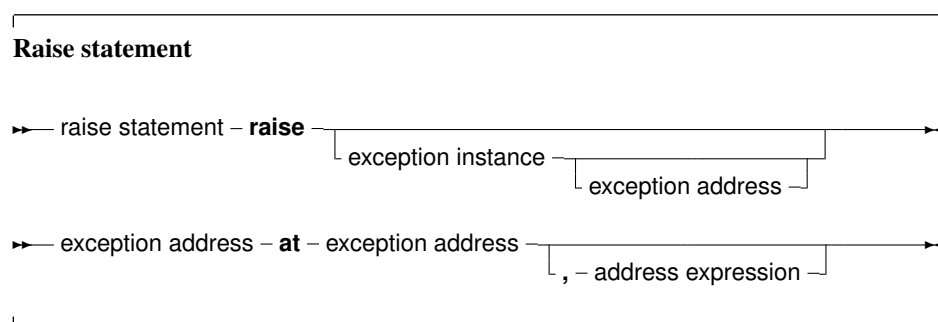 Raise statement
raise statement – raise –
exception instance –
exception address –
exception address – at – exception address –
, – address expression –